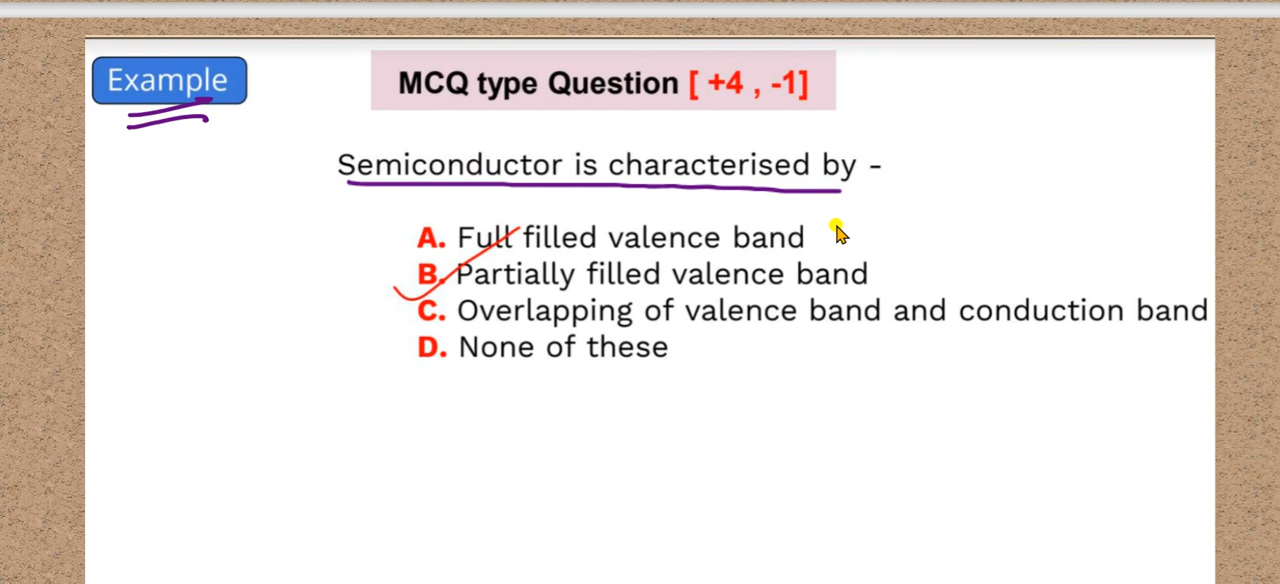 Example
MCQ type Question [ +4 , -1]
Semiconductor is characterised by -
A. Full filled valence band
B. Partially filled valence band
C. Overlapping of valence band and conduction band
D. None of these